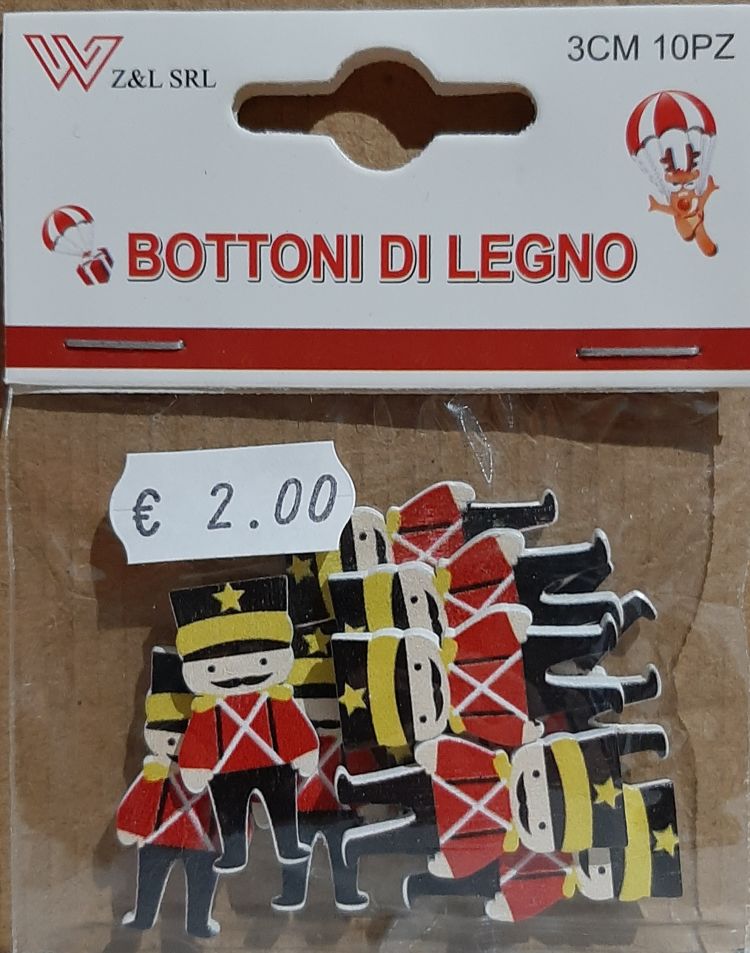 W Z&L SRL
3CM 10PZ
BOTTONI DI LEGNO
€ 2.00